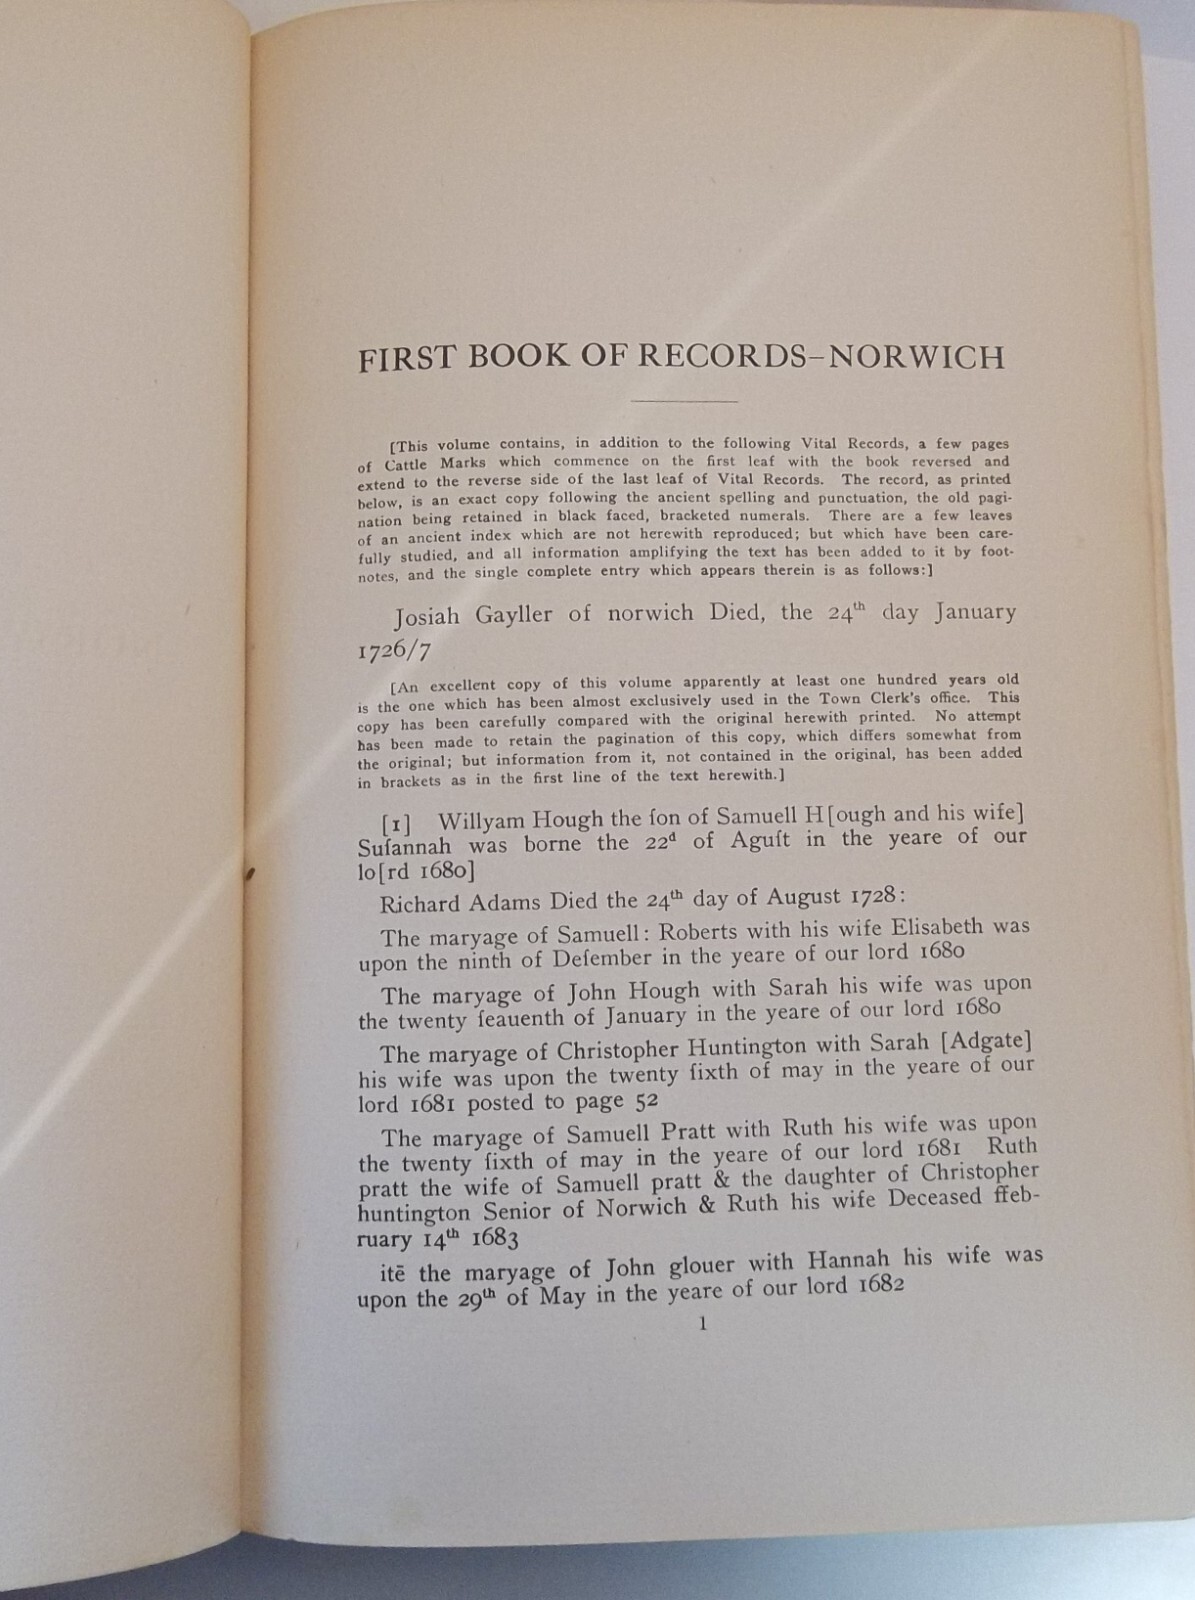 FIRST BOOK OF RECORDS–NORWICH
[This volume contains, in addition to the following Vital Records, a few pages
of Cattle Marks which commence on the first leaf with the book reversed and
extend to the reverse side of the last leaf of Vital Records. The record, as printed
below, is an exact copy following the ancient spelling and punctuation, the old pagi-
nation being retained in black faced, bracketed numerals. There are a few leaves
of an ancient index which are not herewith reproduced; but which have been care-
fully studied, and all information amplifying the text has been added to it by foot-
notes, and the single complete entry which appears therein is as follows:]
Josiah Gayller of norwich Died, the 24th day January
1726/7
[An excellent copy of this volume apparently at least one hundred years old
is the one which has been almost exclusively used in the Town Clerk's office. This
copy has been carefully compared with the original herewith printed. No attempt
has been made to retain the pagination of this copy, which differs somewhat from
the original; but information from it, not contained in the original, has been added
in brackets as in the first line of the text herewith.]
[1] Willyam Hough the ſon of Samuell H[ough and his wife]
Suſannah was borne the 22d of Aguſt in the yeare of our
lo[rd 1680]
Richard Adams Died the 24th day of August 1728:
The maryage of Samuell: Roberts with his wife Elisabeth was
upon the ninth of Deſember in the yeare of our lord 1680
The maryage of John Hough with Sarah his wife was upon
the twenty ſeauenth of January in the yeare of our lord 1680
The maryage of Christopher Huntington with Sarah [Adgate]
his wife was upon the twenty ſixth of may in the yeare of our
lord 1681 posted to page 52
The maryage of Samuell Pratt with Ruth his wife was upon
the twenty ſixth of may in the yeare of our lord 1681 Ruth
pratt the wife of Samuell pratt & the daughter of Christopher
huntington Senior of Norwich & Ruth his wife Deceased ffeb-
ruary 14th 1683
itē the maryage of John glouer with Hannah his wife was
upon the 29th of May in the yeare of our lord 1682
1